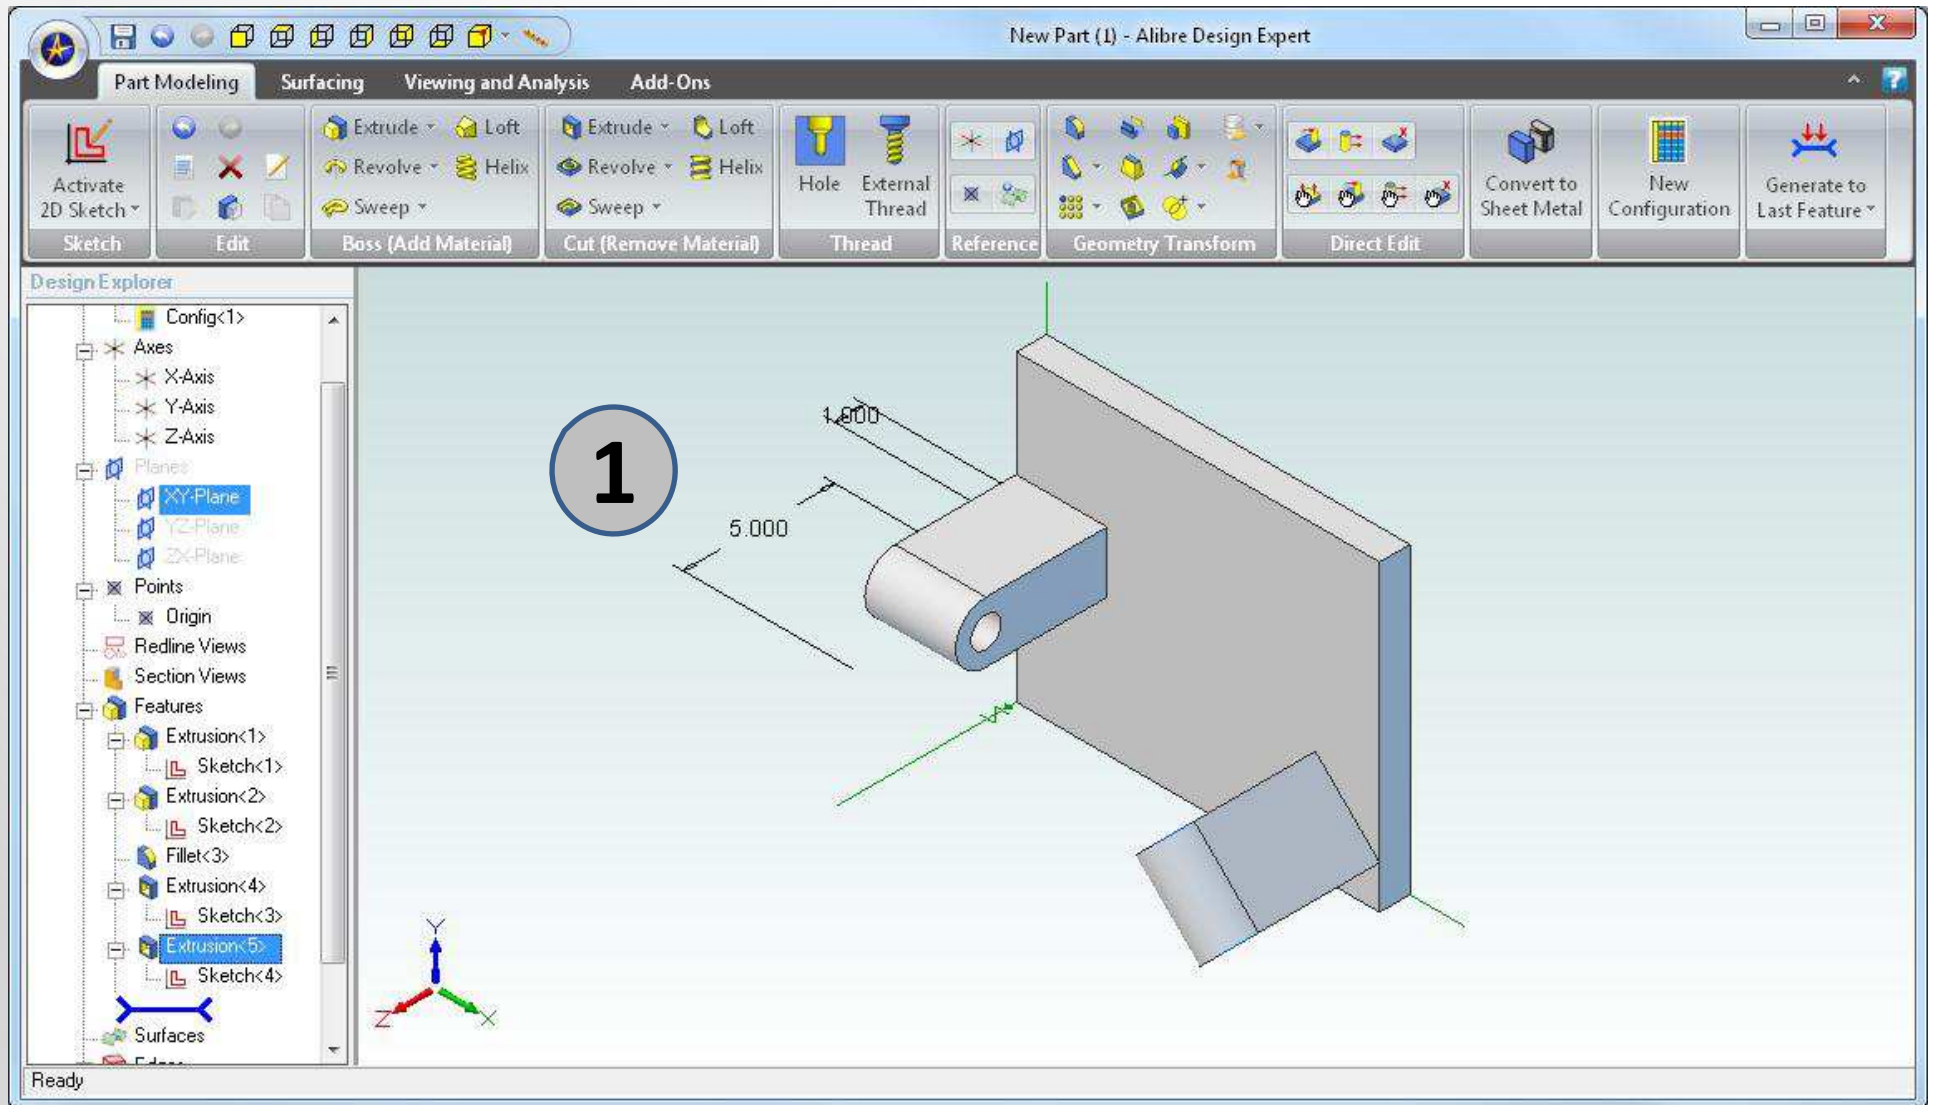 New Part (1) - Alibre Design Expert
Part Modeling Surfacing Viewing and Analysis Add-Ons
Activate
2D Sketch
Sketch
Edit
Extrude Loft
Revolve Helix
Sweep
Boss (Add Material)
Extrude Loft
Revolve Helix
Sweep
Cut (Remove Material)
Hole External
Thread
Thread
Reference
Geometry Transform
Direct Edit
Convert to
Sheet Metal
New
Configuration
Generate to
Last Feature
Design Explorer
Config<1>
Axes
X-Axis
Y-Axis
Z-Axis
Planes
XY-Plane
YZ-Plane
ZX-Plane
Points
Origin
Redline Views
Section Views
Features
Extrusion<1>
Sketch<1>
Extrusion<2>
Sketch<2>
Fillet<3>
Extrusion<4>
Sketch<3>
Extrusion<5>
Sketch<4>
Surfaces
1
1.000
5.000
Y
Z
X
Ready